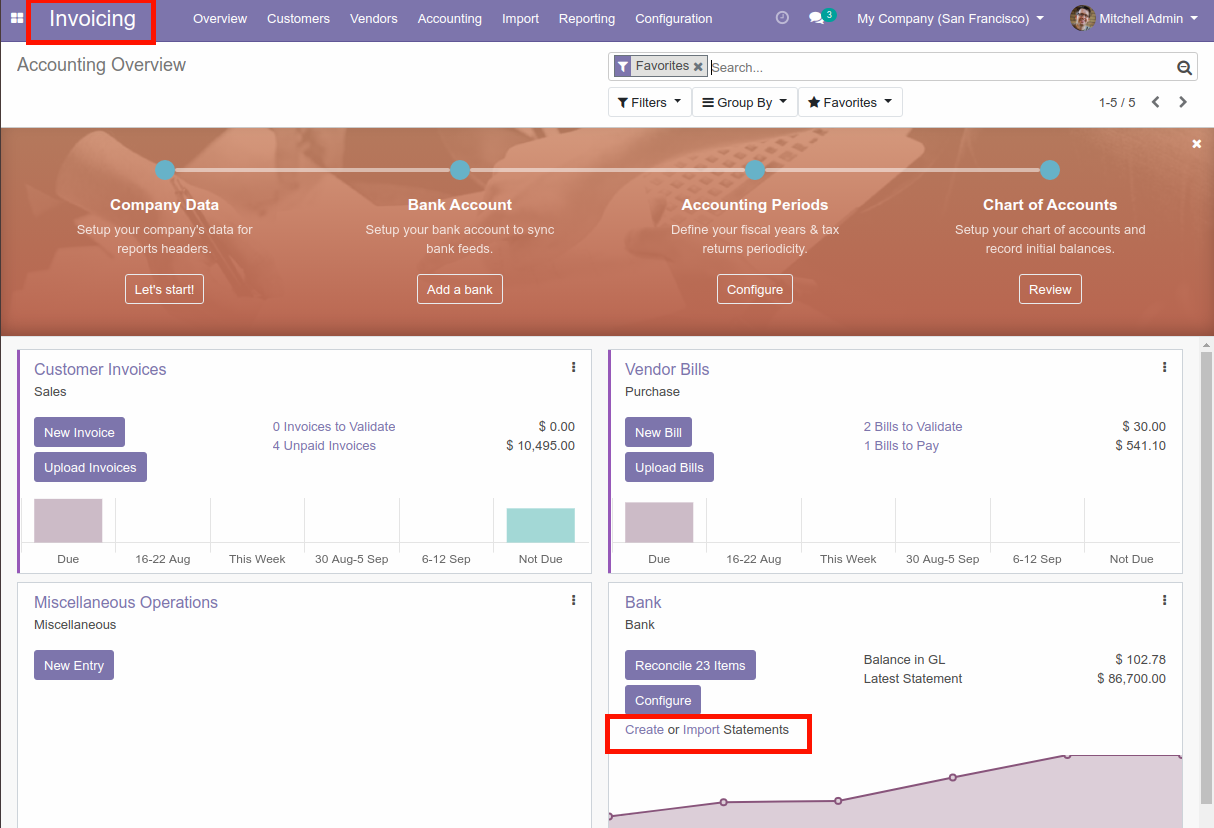 Invoicing Overview Customers Vendors Accounting Import Reporting Configuration 3 My Company (San Francisco) Mitchell Admin
Accounting Overview
Favorites Search...
Filters Group By Favorites 1-5 / 5
Company Data
Setup your company's data for
reports headers.
Let's start!
Bank Account
Setup your bank account to sync
bank feeds.
Add a bank
Accounting Periods
Define your fiscal years & tax
returns periodicity.
Configure
Chart of Accounts
Setup your chart of accounts and
record initial balances.
Review
Customer Invoices
Sales
New Invoice
Upload Invoices
0 Invoices to Validate $ 0.00
4 Unpaid Invoices $ 10,495.00
Due 16-22 Aug This Week 30 Aug-5 Sep 6-12 Sep Not Due
Vendor Bills
Purchase
New Bill
Upload Bills
2 Bills to Validate $ 30.00
1 Bills to Pay $ 541.10
Due 16-22 Aug This Week 30 Aug-5 Sep 6-12 Sep Not Due
Miscellaneous Operations
Miscellaneous
New Entry
Bank
Bank
Reconcile 23 Items
Configure
Create or Import Statements
Balance in GL $ 102.78
Latest Statement $ 86,700.00